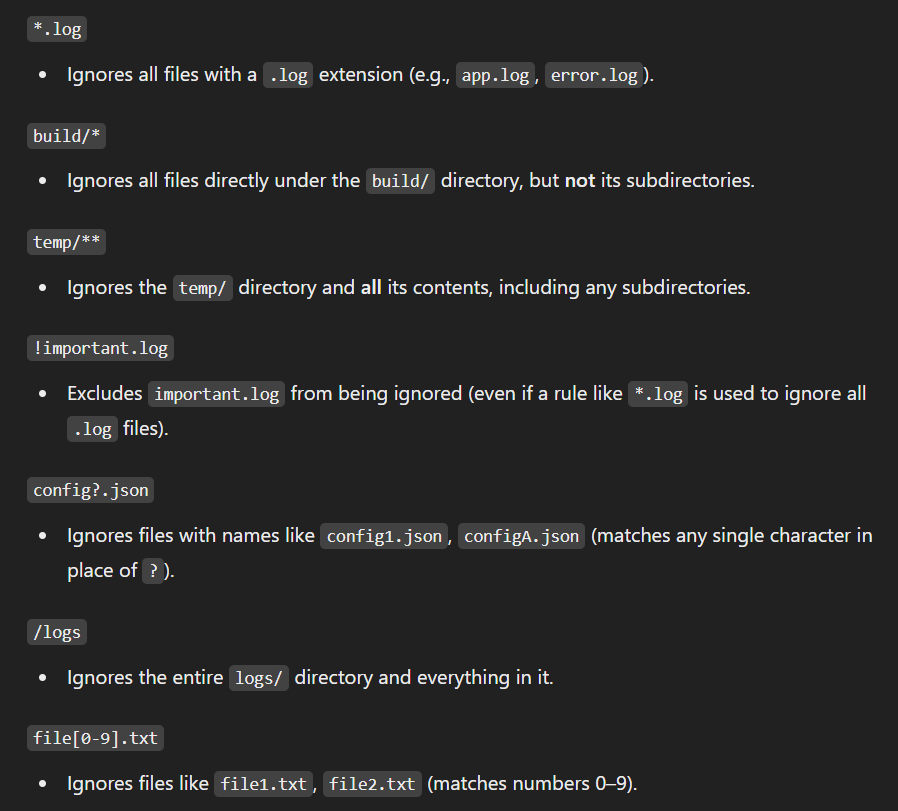 *.log
• Ignores all files with a .log extension (e.g., app.log, error.log).
build/*
• Ignores all files directly under the build/ directory, but not its subdirectories.
temp/**
• Ignores the temp/ directory and all its contents, including any subdirectories.
!important.log
• Excludes important.log from being ignored (even if a rule like *.log is used to ignore all
.log files).
config?.json
• Ignores files with names like config1.json, configA.json (matches any single character in
place of ?).
/logs
• Ignores the entire logs/ directory and everything in it.
file[0-9].txt
• Ignores files like file1.txt, file2.txt (matches numbers 0–9).